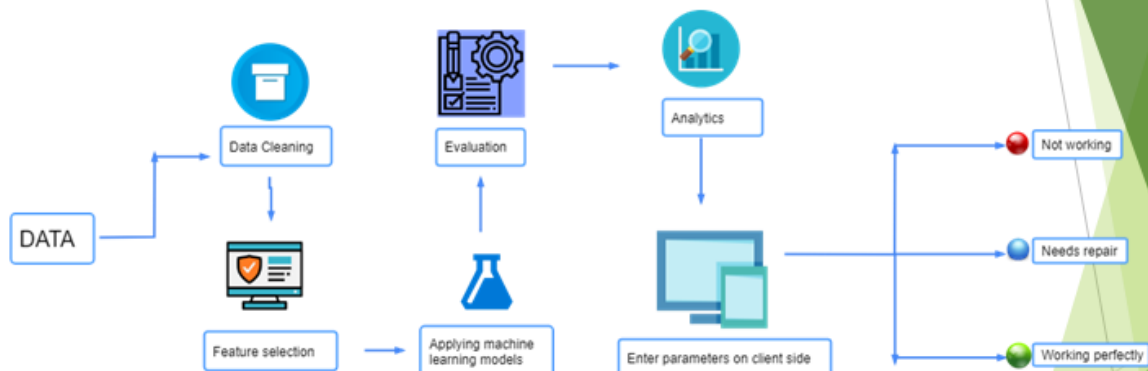 DATA
Data Cleaning
Feature selection
Applying machine
learning models
Evaluation
Analytics
Enter parameters on client side
Not working
Needs repair
Working perfectly